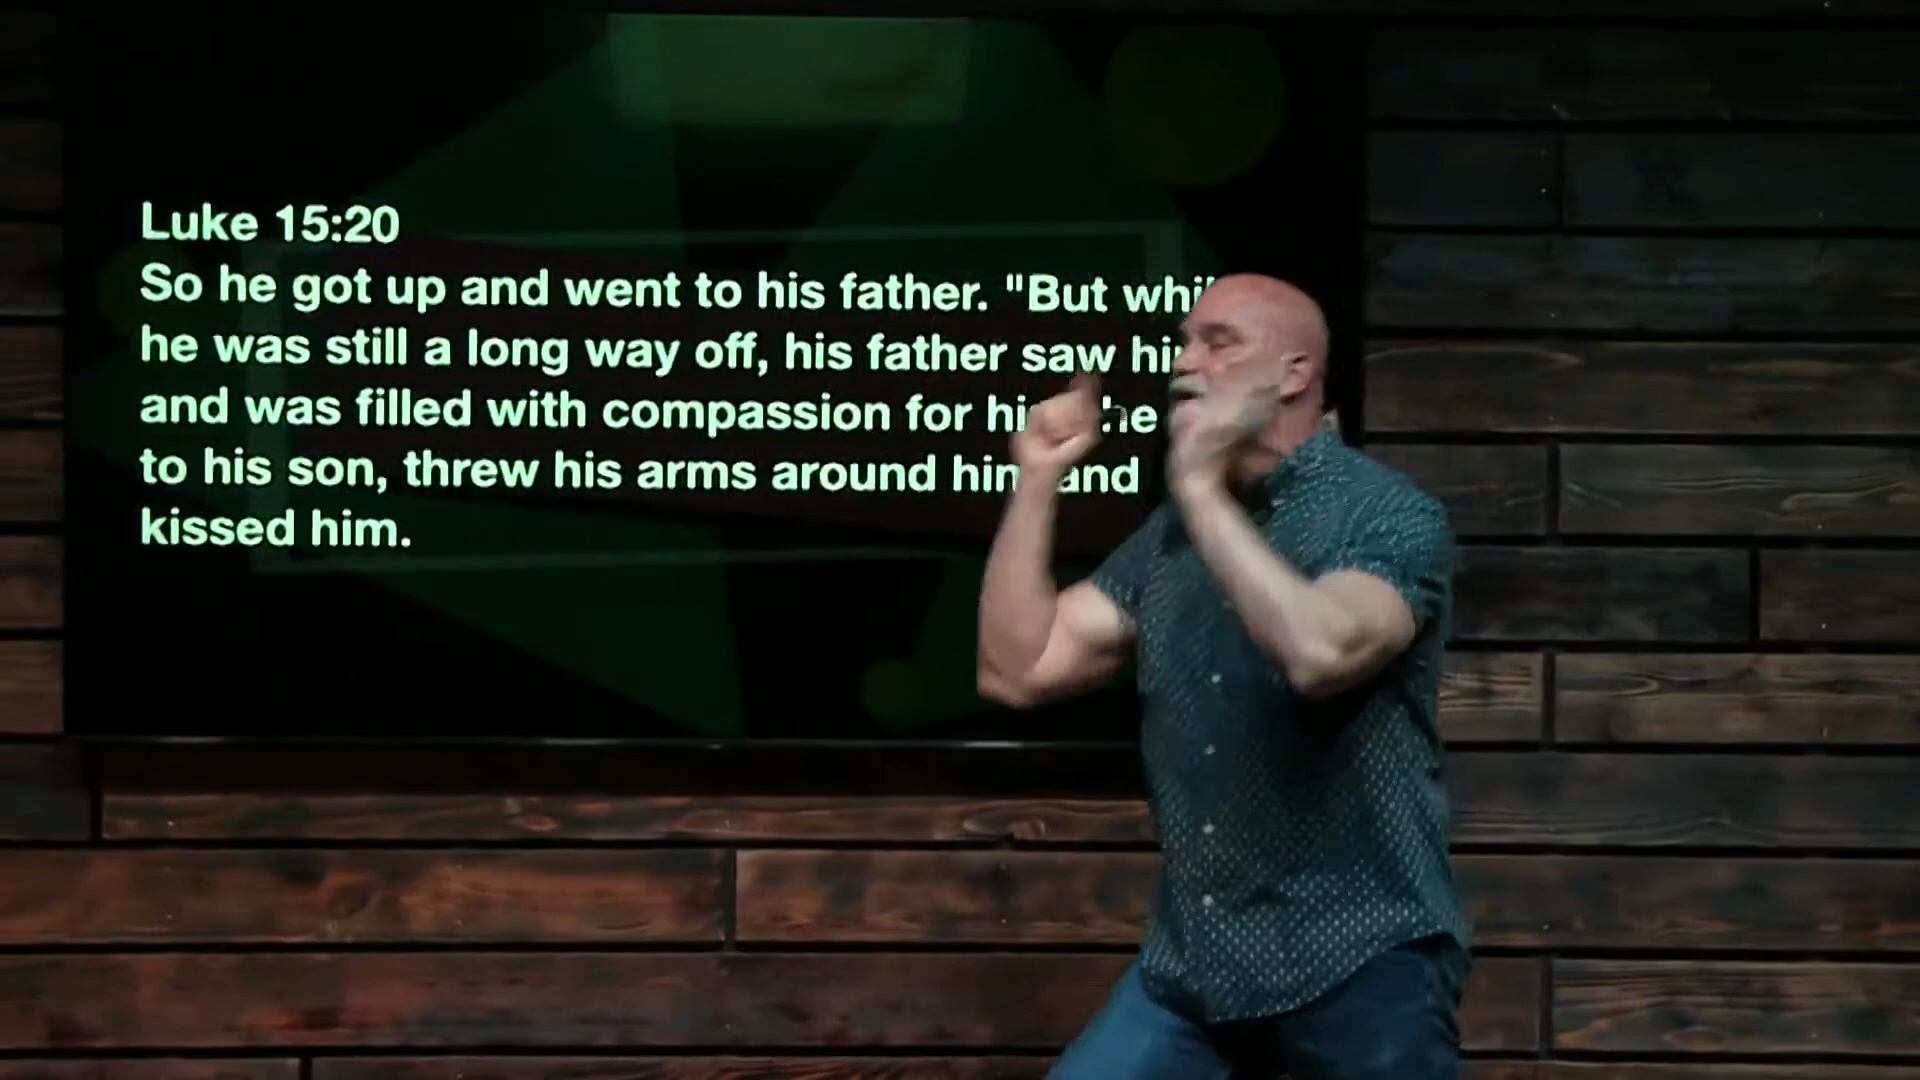 Luke 15:20
So he got up and went to his father. "But
he was still a long way off, his father saw
and was filled with compassion for
to his son, threw his arms around him and
kissed him.